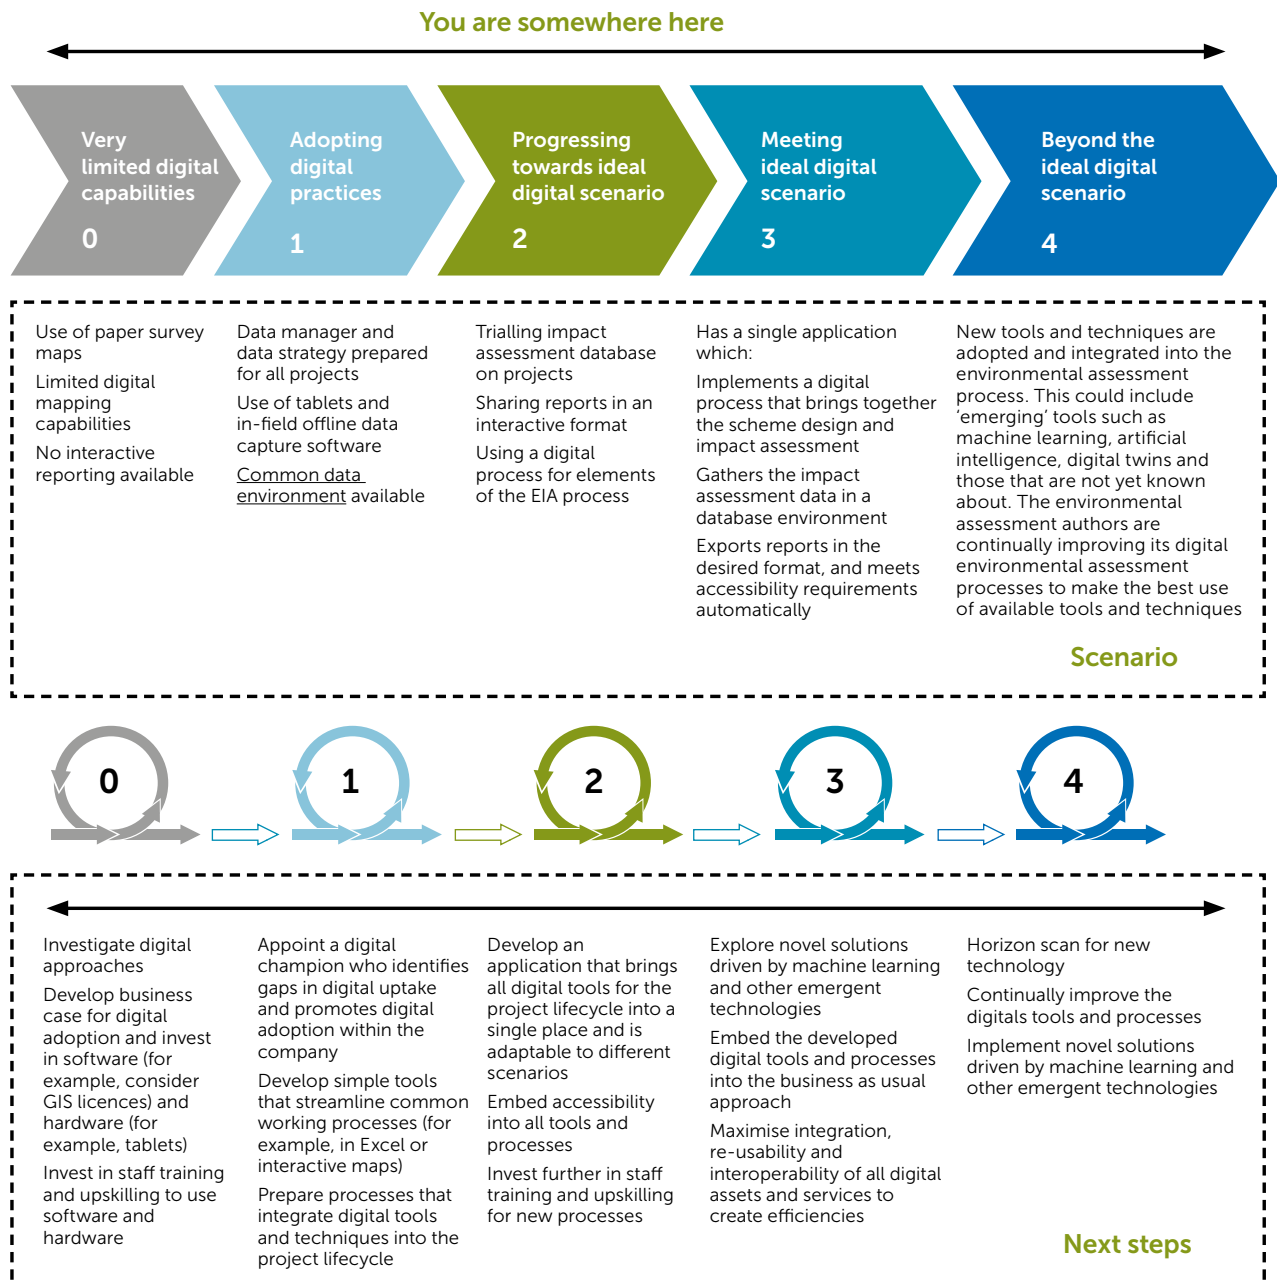 You are somewhere here
Very
limited digital
capabilities
0
Adopting
digital
practices
1
Progressing
towards ideal
digital scenario
2
Meeting
ideal digital
scenario
3
Beyond the
ideal digital
scenario
4
Use of paper survey
maps
Limited digital
mapping
capabilities
No interactive
reporting available
Data manager and
data strategy prepared
for all projects
Use of tablets and
in-field offline data
capture software
Common data
environment available
Trialling impact
assessment database
on projects
Sharing reports in an
interactive format
Using a digital
process for elements
of the EIA process
Has a single application
which:
Implements a digital
process that brings together
the scheme design and
impact assessment
Gathers the impact
assessment data in a
database environment
Exports reports in the
desired format, and meets
accessibility requirements
automatically
New tools and techniques are
adopted and integrated into the
environmental assessment
process. This could include
‘emerging’ tools such as
machine learning, artificial
intelligence, digital twins and
those that are not yet known
about. The environmental
assessment authors are
continually improving its digital
environmental assessment
processes to make the best use
of available tools and techniques
Scenario
0
1
2
3
4
Investigate digital
approaches
Develop business
case for digital
adoption and invest
in software (for
example, consider
GIS licences) and
hardware (for
example, tablets)
Invest in staff training
and upskilling to use
software and
hardware
Appoint a digital
champion who identifies
gaps in digital uptake
and promotes digital
adoption within the
company
Develop simple tools
that streamline common
working processes (for
example, in Excel or
interactive maps)
Prepare processes that
integrate digital tools
and techniques into the
project lifecycle
Develop an
application that brings
all digital tools for the
project lifecycle into a
single place and is
adaptable to different
scenarios
Embed accessibility
into all tools and
processes
Invest further in staff
training and upskilling
for new processes
Explore novel solutions
driven by machine learning
and other emergent
technologies
Embed the developed
digital tools and processes
into the business as usual
approach
Maximise integration,
re-usability and
interoperability of all digital
assets and services to
create efficiencies
Horizon scan for new
technology
Continually improve the
digitals tools and processes
Implement novel solutions
driven by machine learning and
other emergent technologies
Next steps